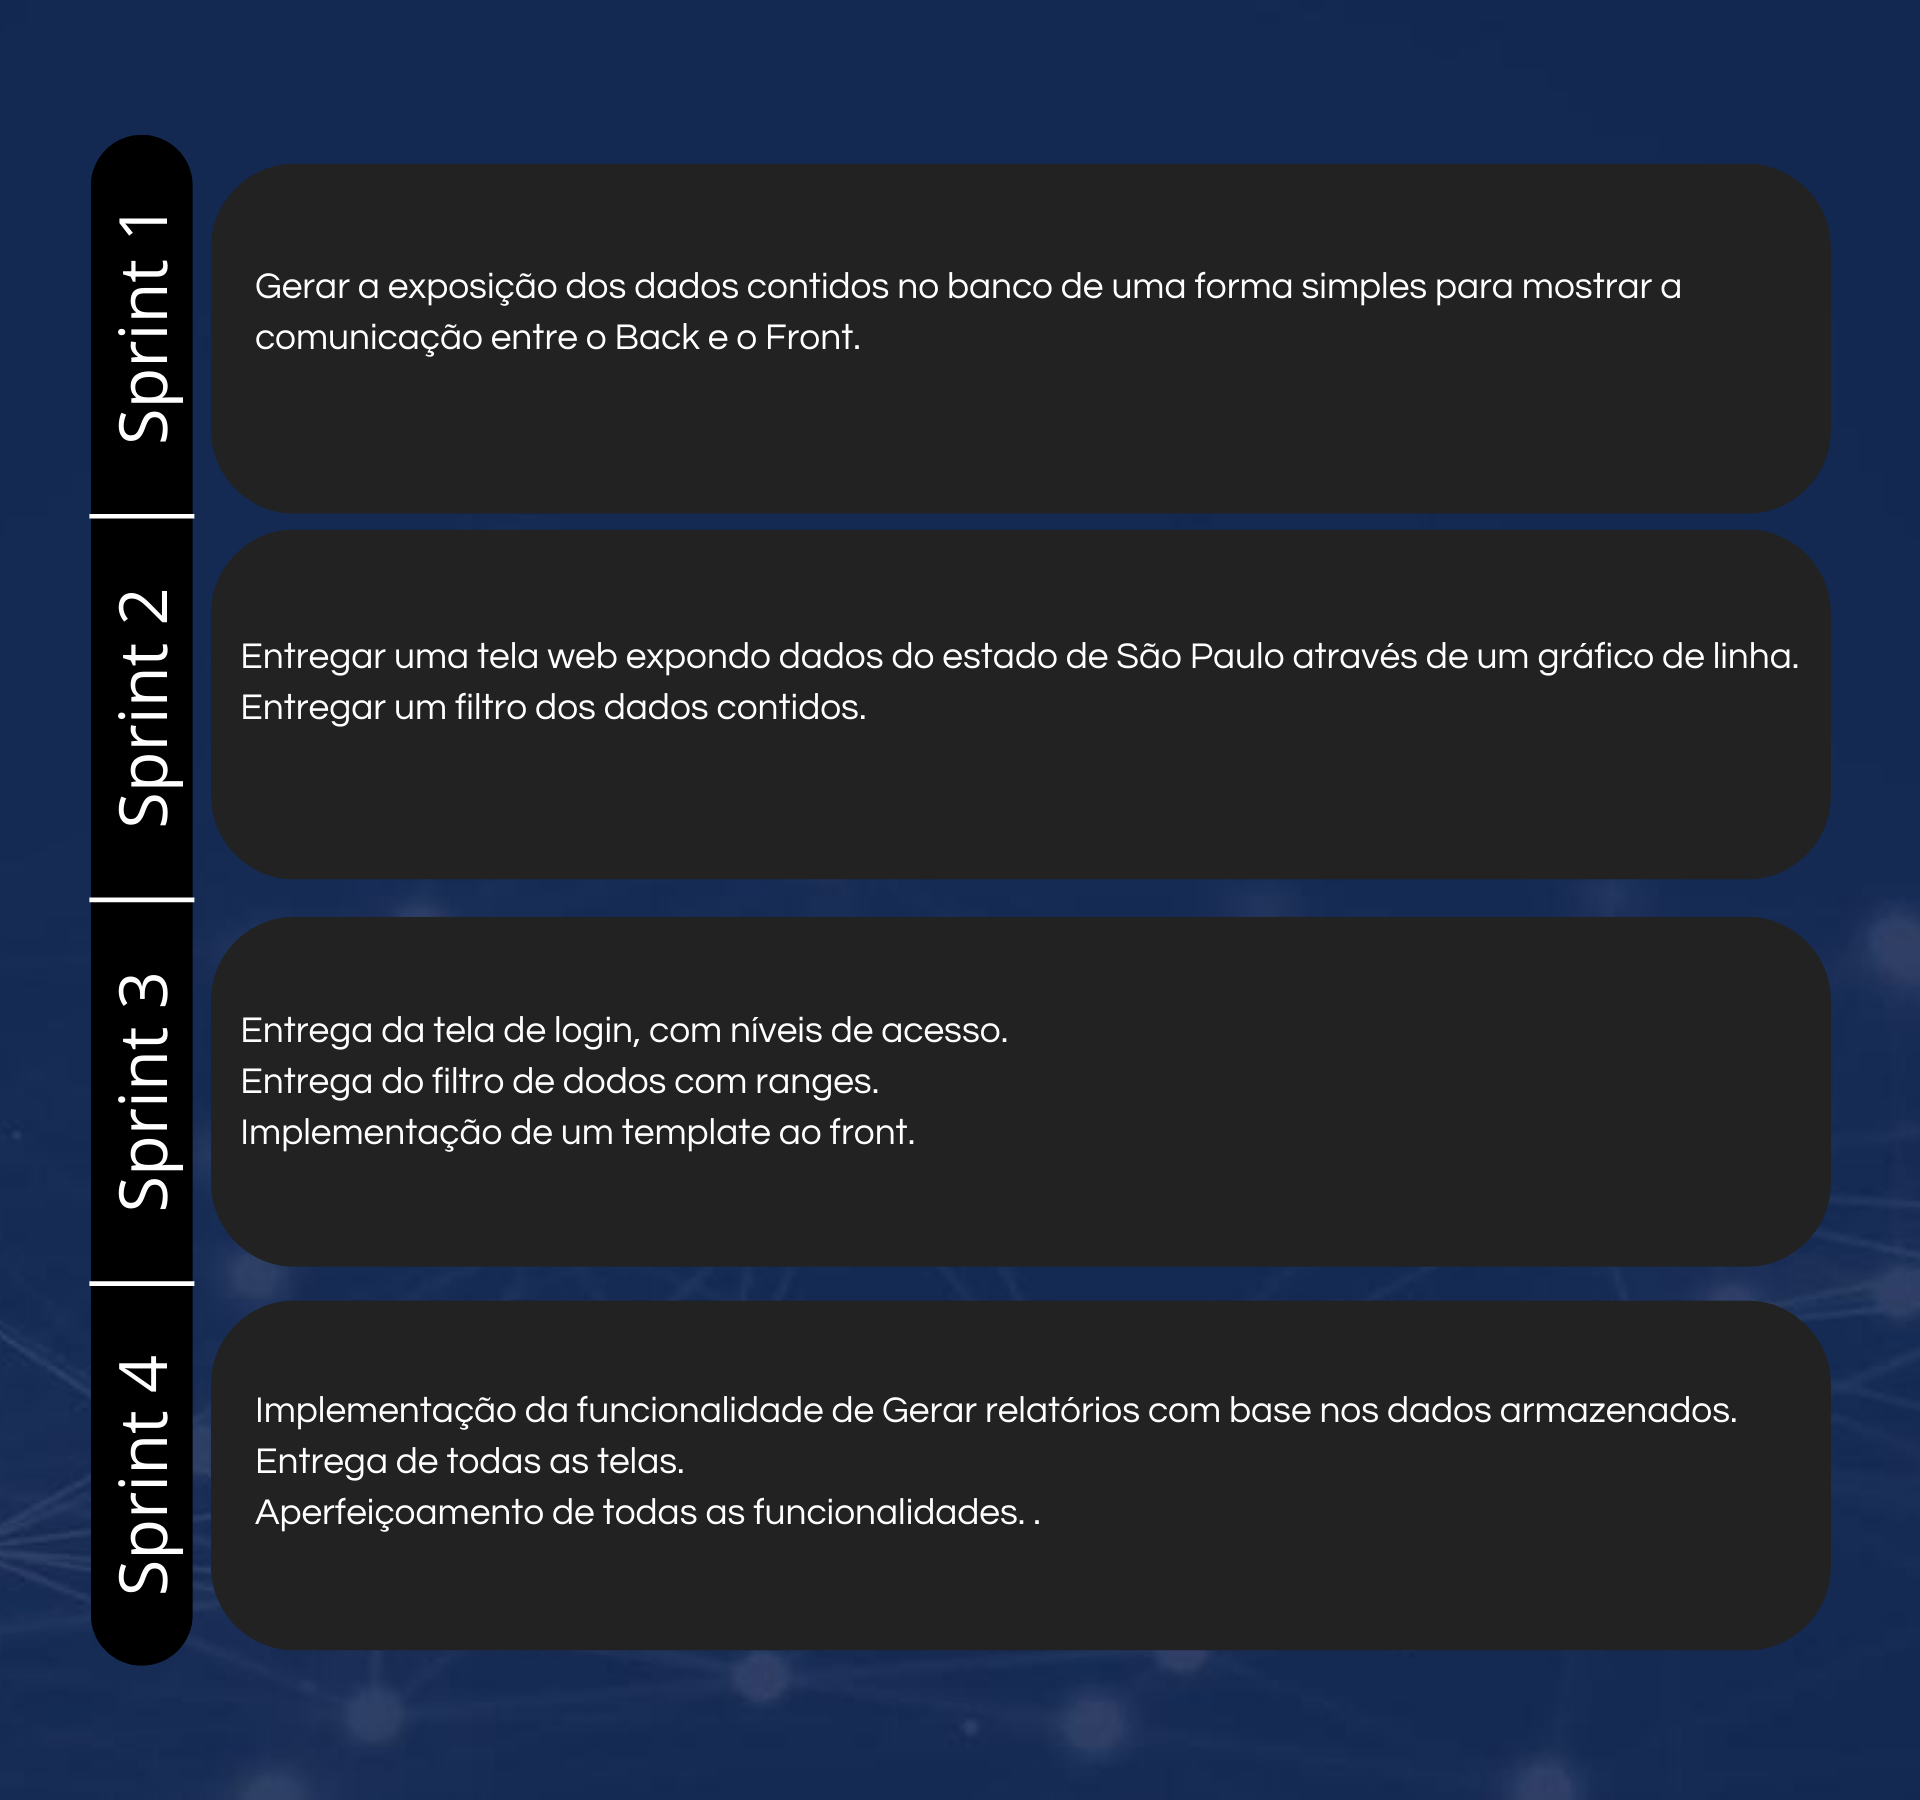 Sprint 1
Gerar a exposição dos dados contidos no banco de uma forma simples para mostrar a
comunicação entre o Back e o Front.
Sprint 2
Entregar uma tela web expondo dados do estado de São Paulo através de um gráfico de linha.
Entregar um filtro dos dados contidos.
Sprint 3
Entrega da tela de login, com níveis de acesso.
Entrega do filtro de dodos com ranges.
Implementação de um template ao front.
Sprint 4
Implementação da funcionalidade de Gerar relatórios com base nos dados armazenados.
Entrega de todas as telas.
Aperfeiçoamento de todas as funcionalidades. .